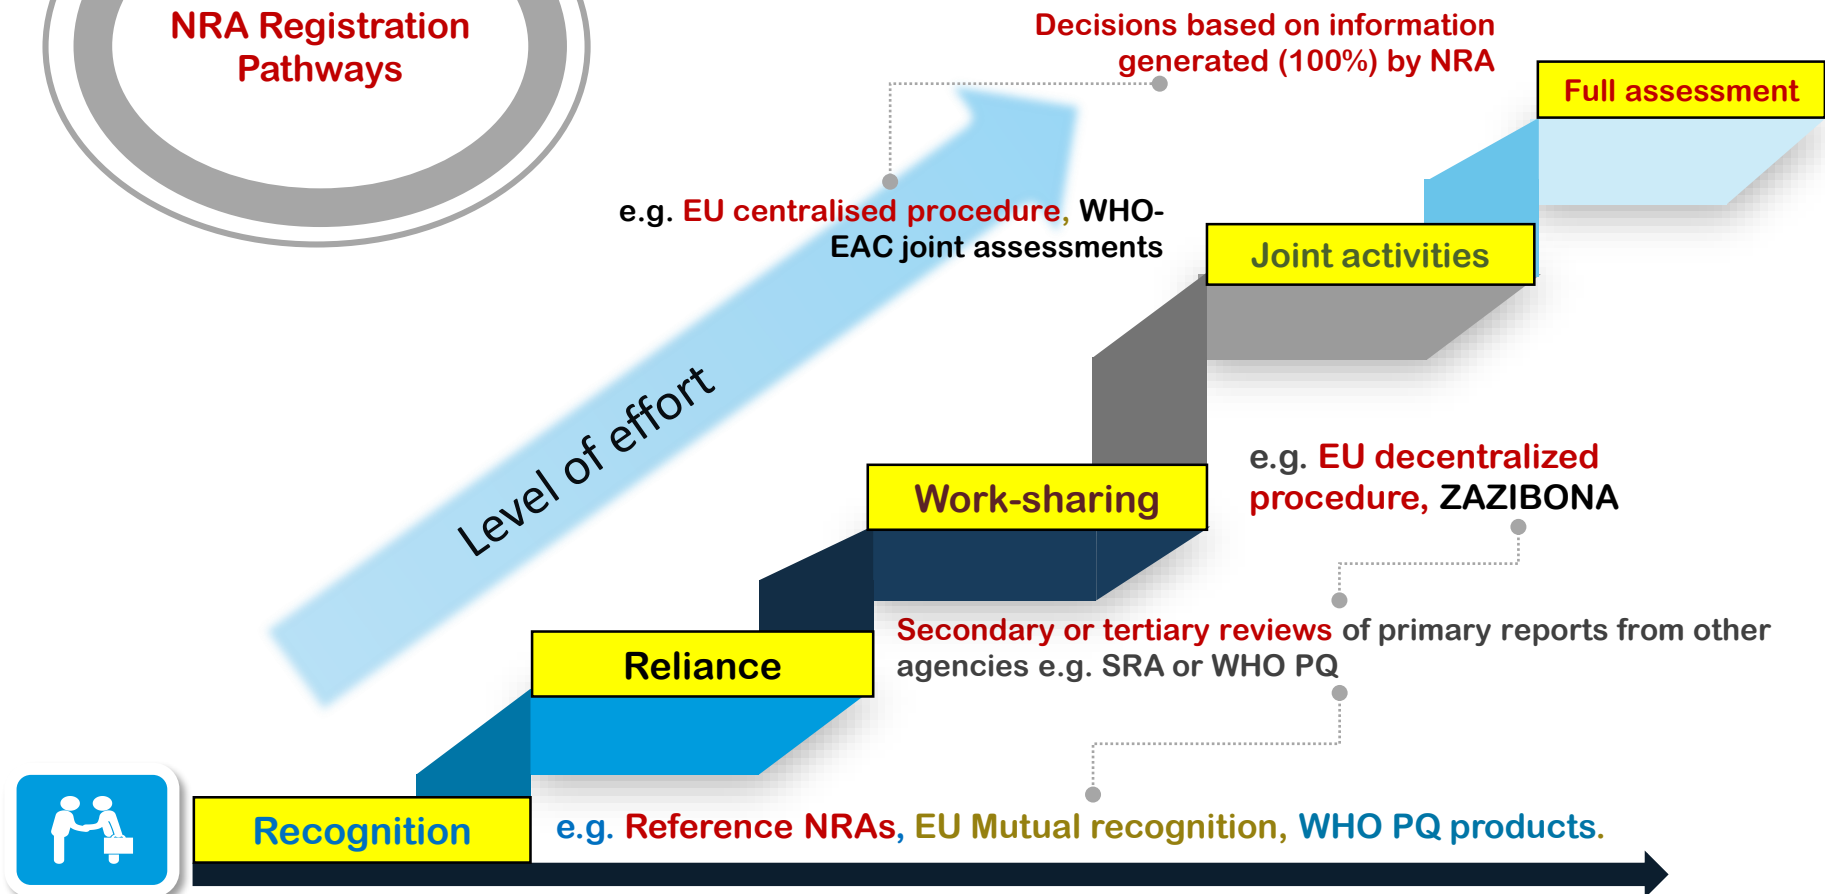 NRA Registration
Pathways
Decisions based on information
generated (100%) by NRA
Full assessment
e.g. EU centralised procedure, WHO-
EAC joint assessments
Joint activities
Level of effort
e.g. EU decentralized
procedure, ZAZIBONA
Work-sharing
Secondary or tertiary reviews of primary reports from other
agencies e.g. SRA or WHO PQ
Reliance
Recognition
e.g. Reference NRAs, EU Mutual recognition, WHO PQ products.